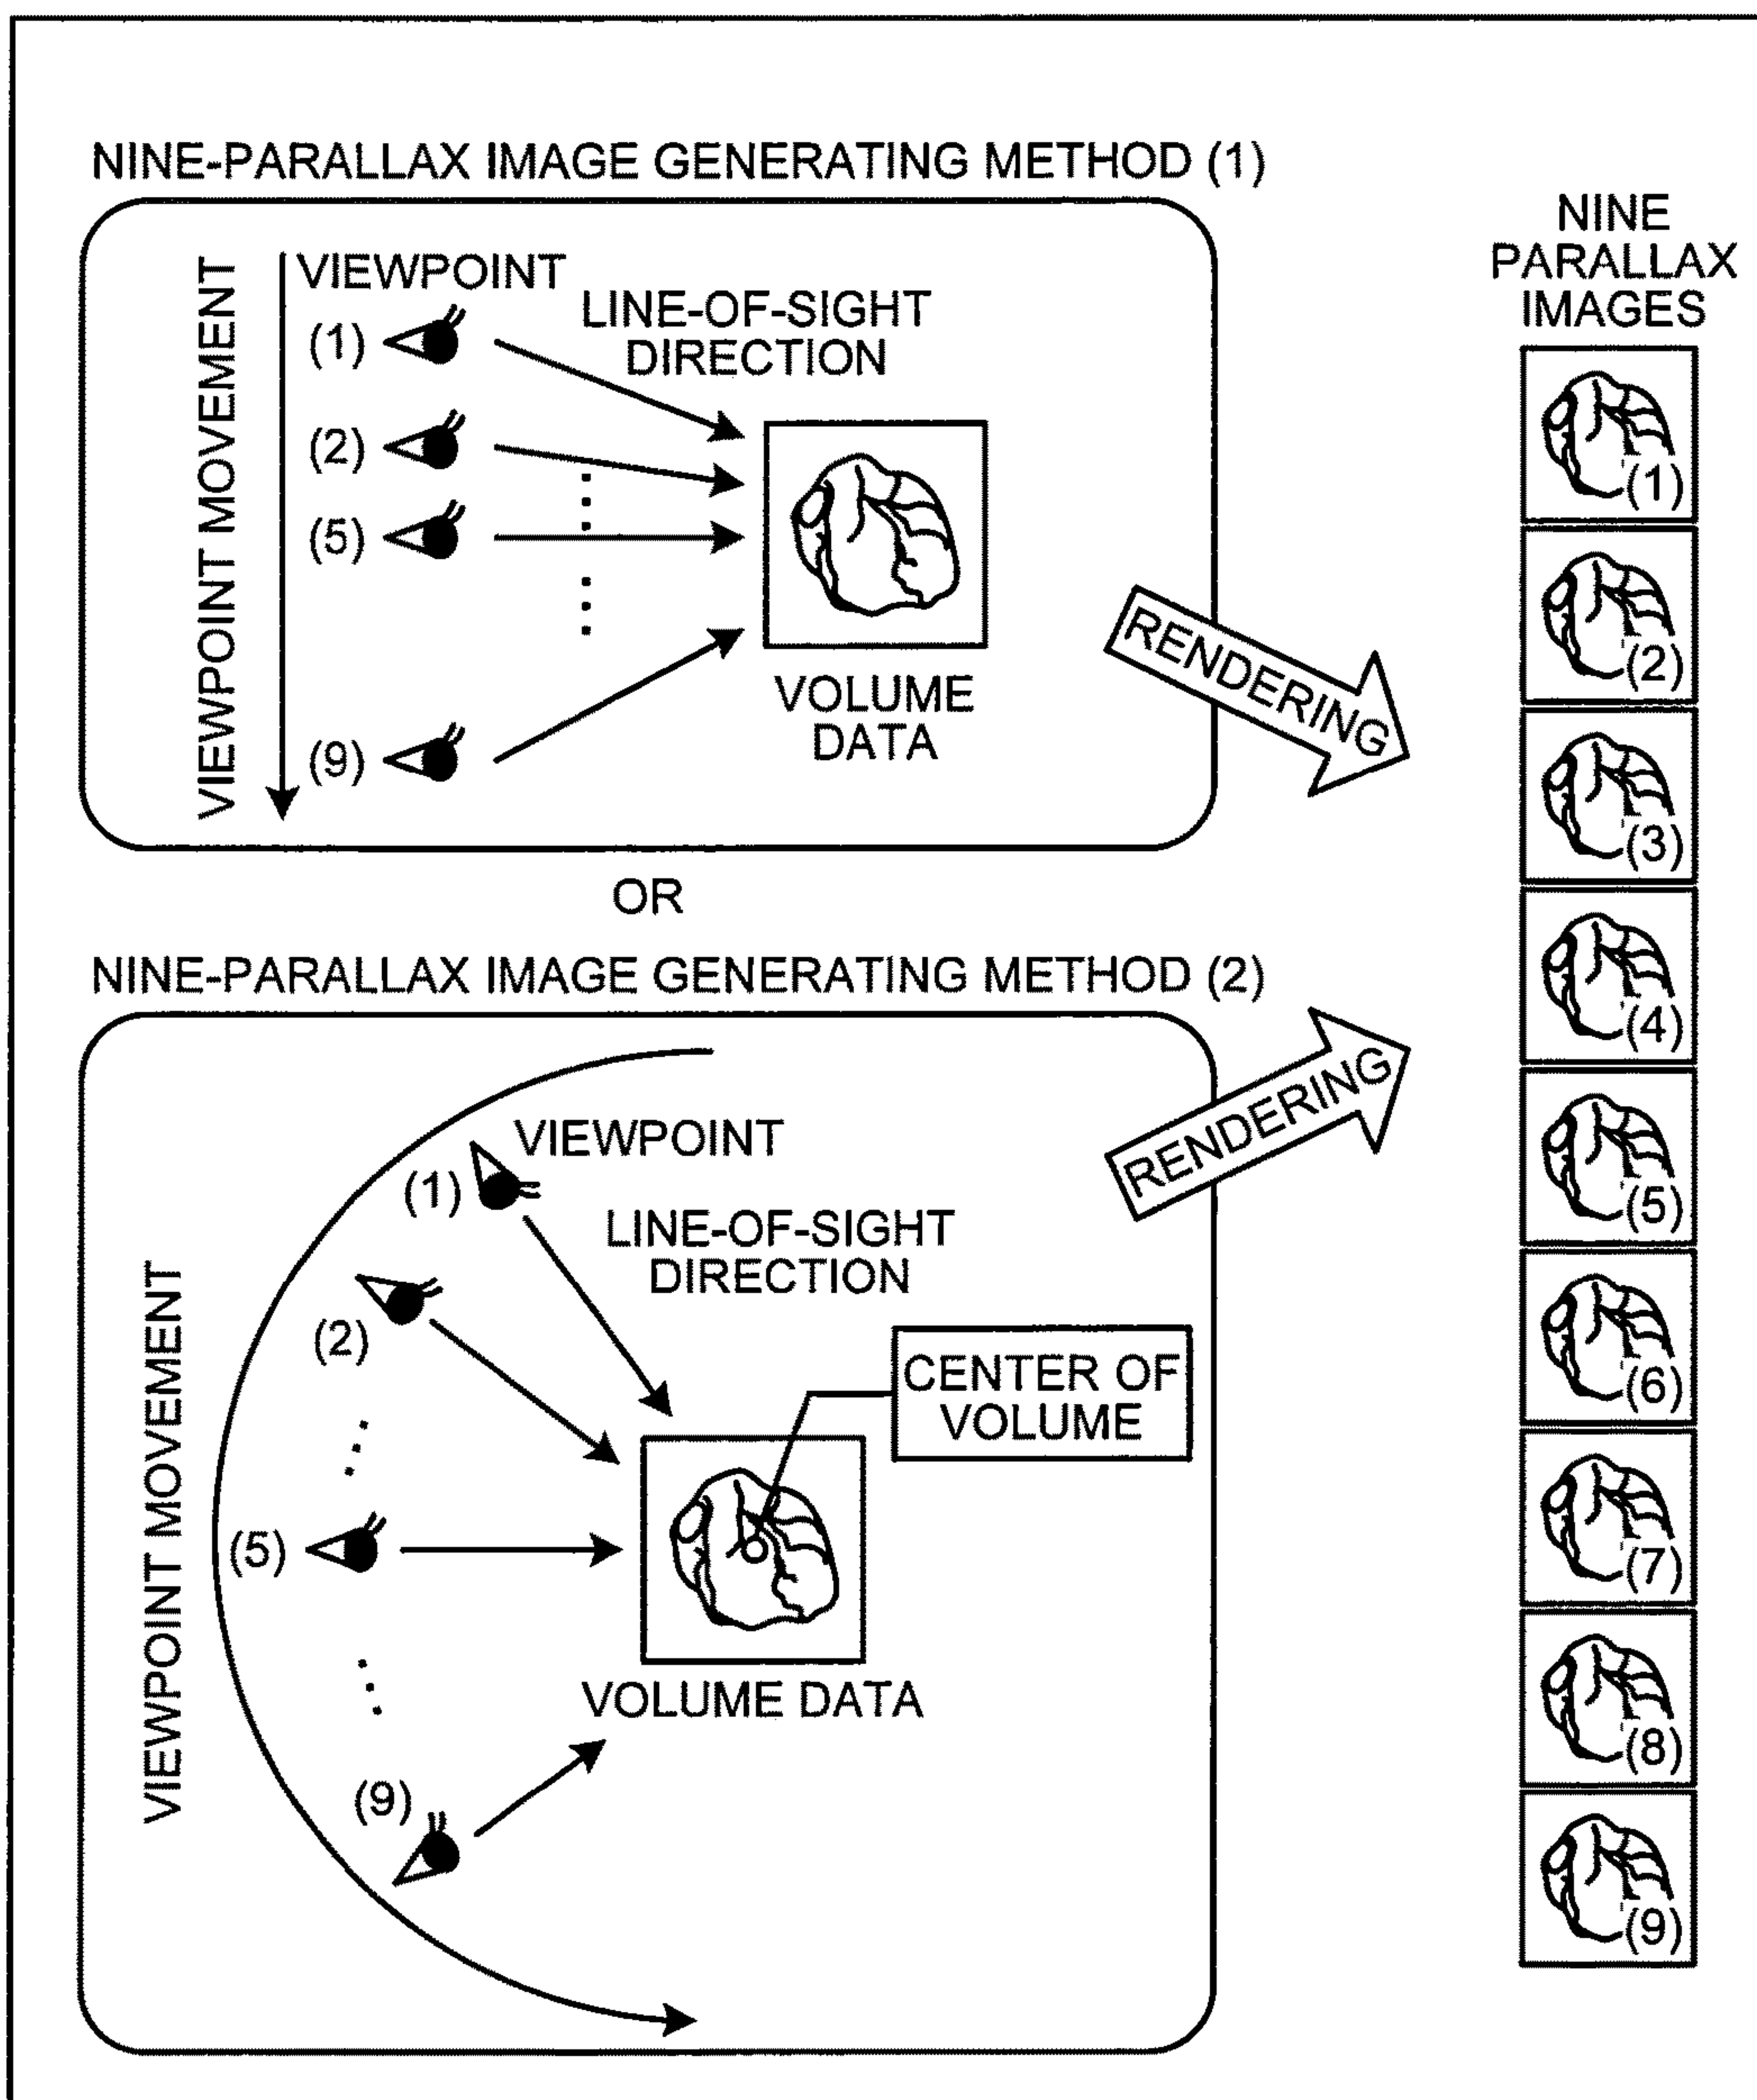 NINE-PARALLAX IMAGE GENERATING METHOD (1)
VIEWPOINT MOVEMENT
VIEWPOINT
LINE-OF-SIGHT
DIRECTION
(1)
(2)
(5)
(9)
VOLUME
DATA
RENDERING
OR
NINE-PARALLAX IMAGE GENERATING METHOD (2)
VIEWPOINT MOVEMENT
VIEWPOINT
(1)
LINE-OF-SIGHT
DIRECTION
(2)
CENTER OF
VOLUME
(5)
VOLUME DATA
(9)
RENDERING
NINE
PARALLAX
IMAGES
(1)
(2)
(3)
(4)
(5)
(6)
(7)
(8)
(9)